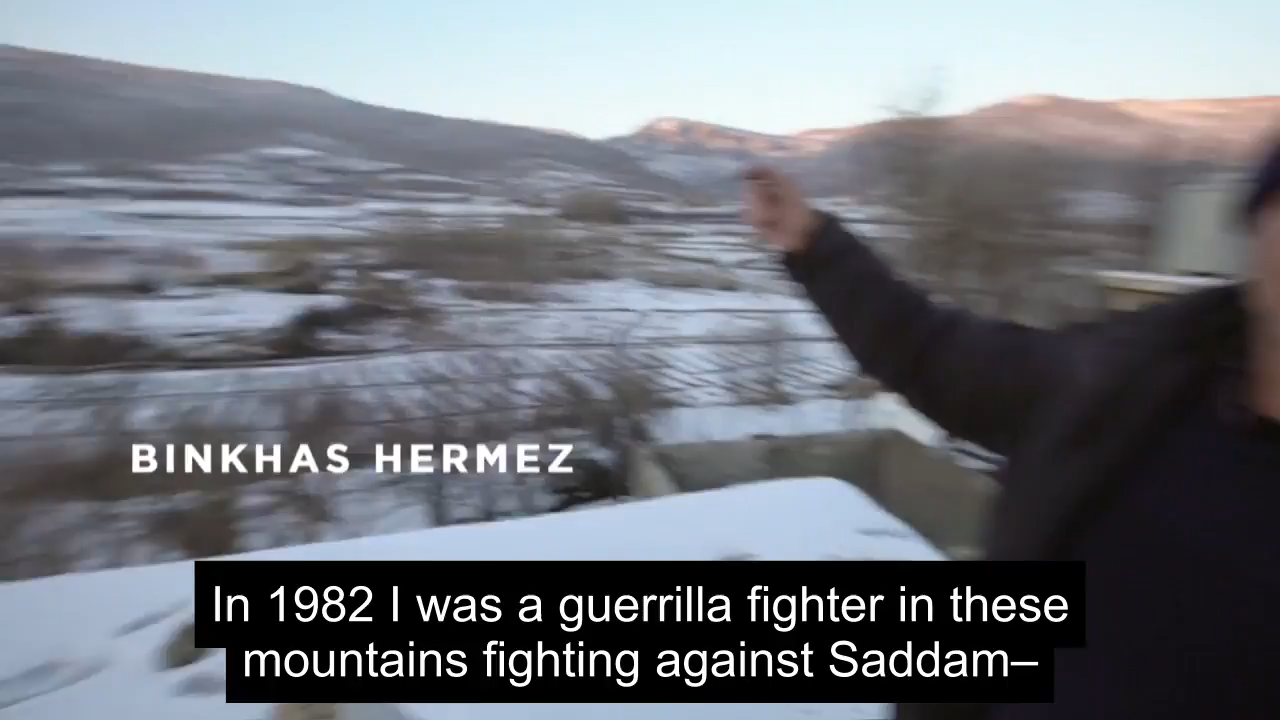 BINKHAS HERMEZ
In 1982 I was a guerrilla fighter in these
mountains fighting against Saddam–